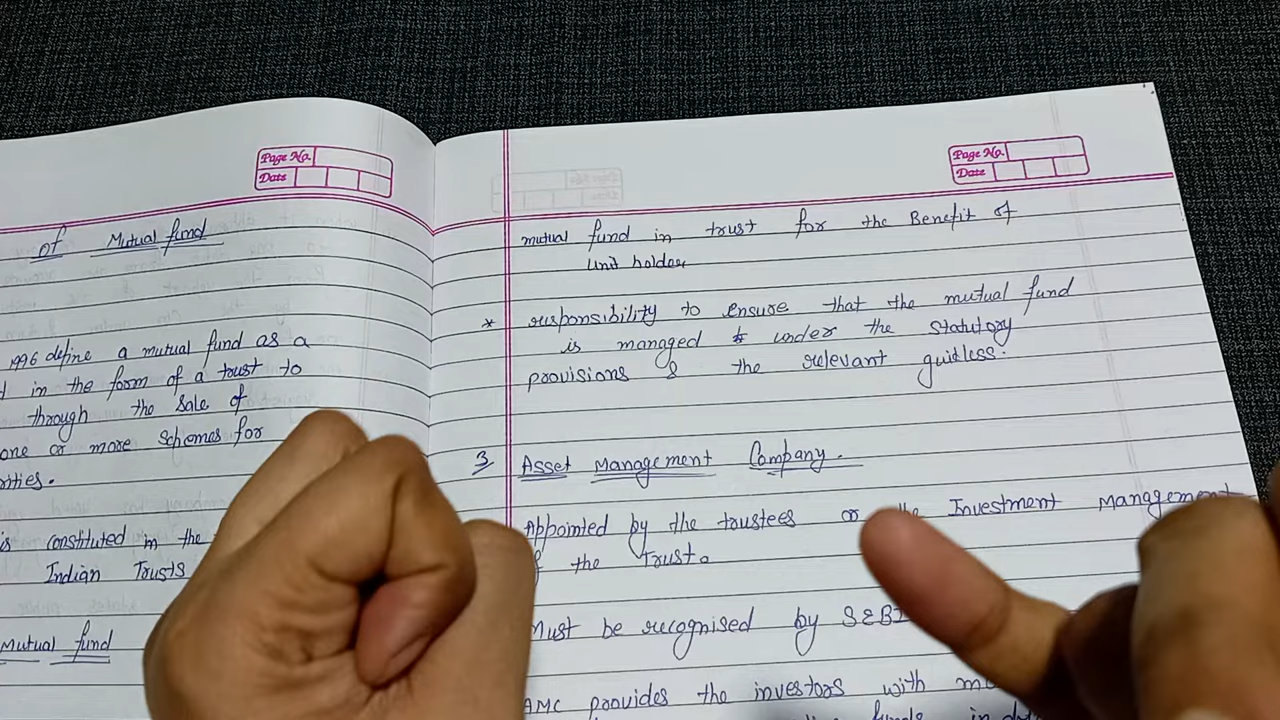 Page No.
Date
of Mutual fund
1996 define a mutual fund as a
in the form of a trust to
through the sale of
one or more schemes for
is constituted in the
Indian Trusts
Mutual fund
Page No.
Date
mutual fund in trust for the Benefit of
Unit holder
* responsibility to ensure that the mutual fund
is managed under the statutory
provisions & the relevant guidless.
3 Asset Management Company.
Appointed by the trustees or the Investment Management
the Trust.
Must be recognised by SEBI
AMC provides the investors with
in